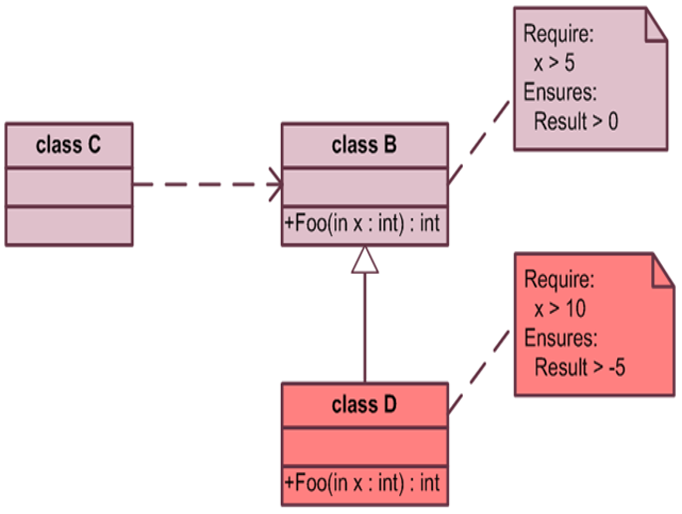 Require:
x > 5
Ensures:
Result > 0
class C
class B
+Foo(in x : int) : int
Require:
x > 10
Ensures:
Result > -5
class D
+Foo(in x : int) : int